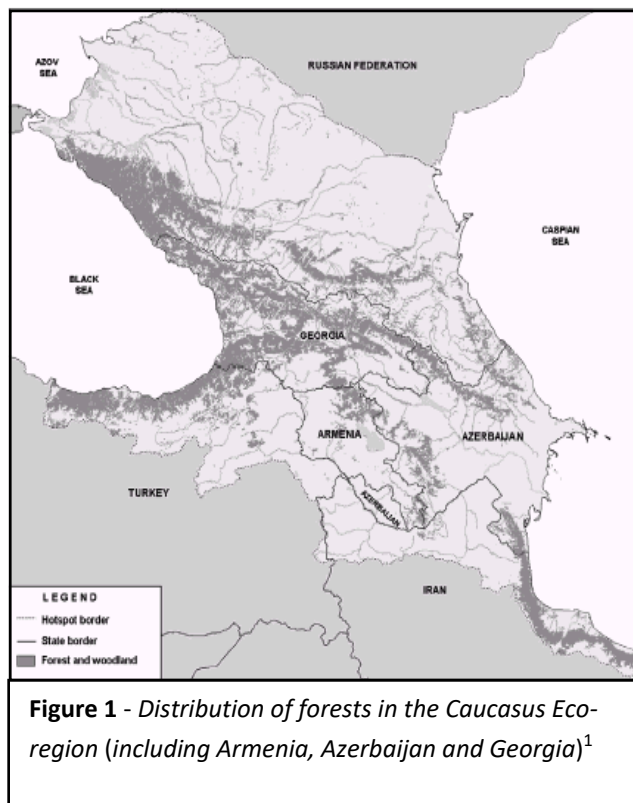 AZOV
SEA
RUSSIAN FEDERATION
CASPIAN
SEA
BLACK
SEA
GEORGIA
ARMENIA
AZERBAIJAN
AZERBAIJAN
TURKEY
IRAN
LEGEND
Hotspot border
State border
Forest and woodland
Figure 1 - Distribution of forests in the Caucasus Eco-
region (including Armenia, Azerbaijan and Georgia)1